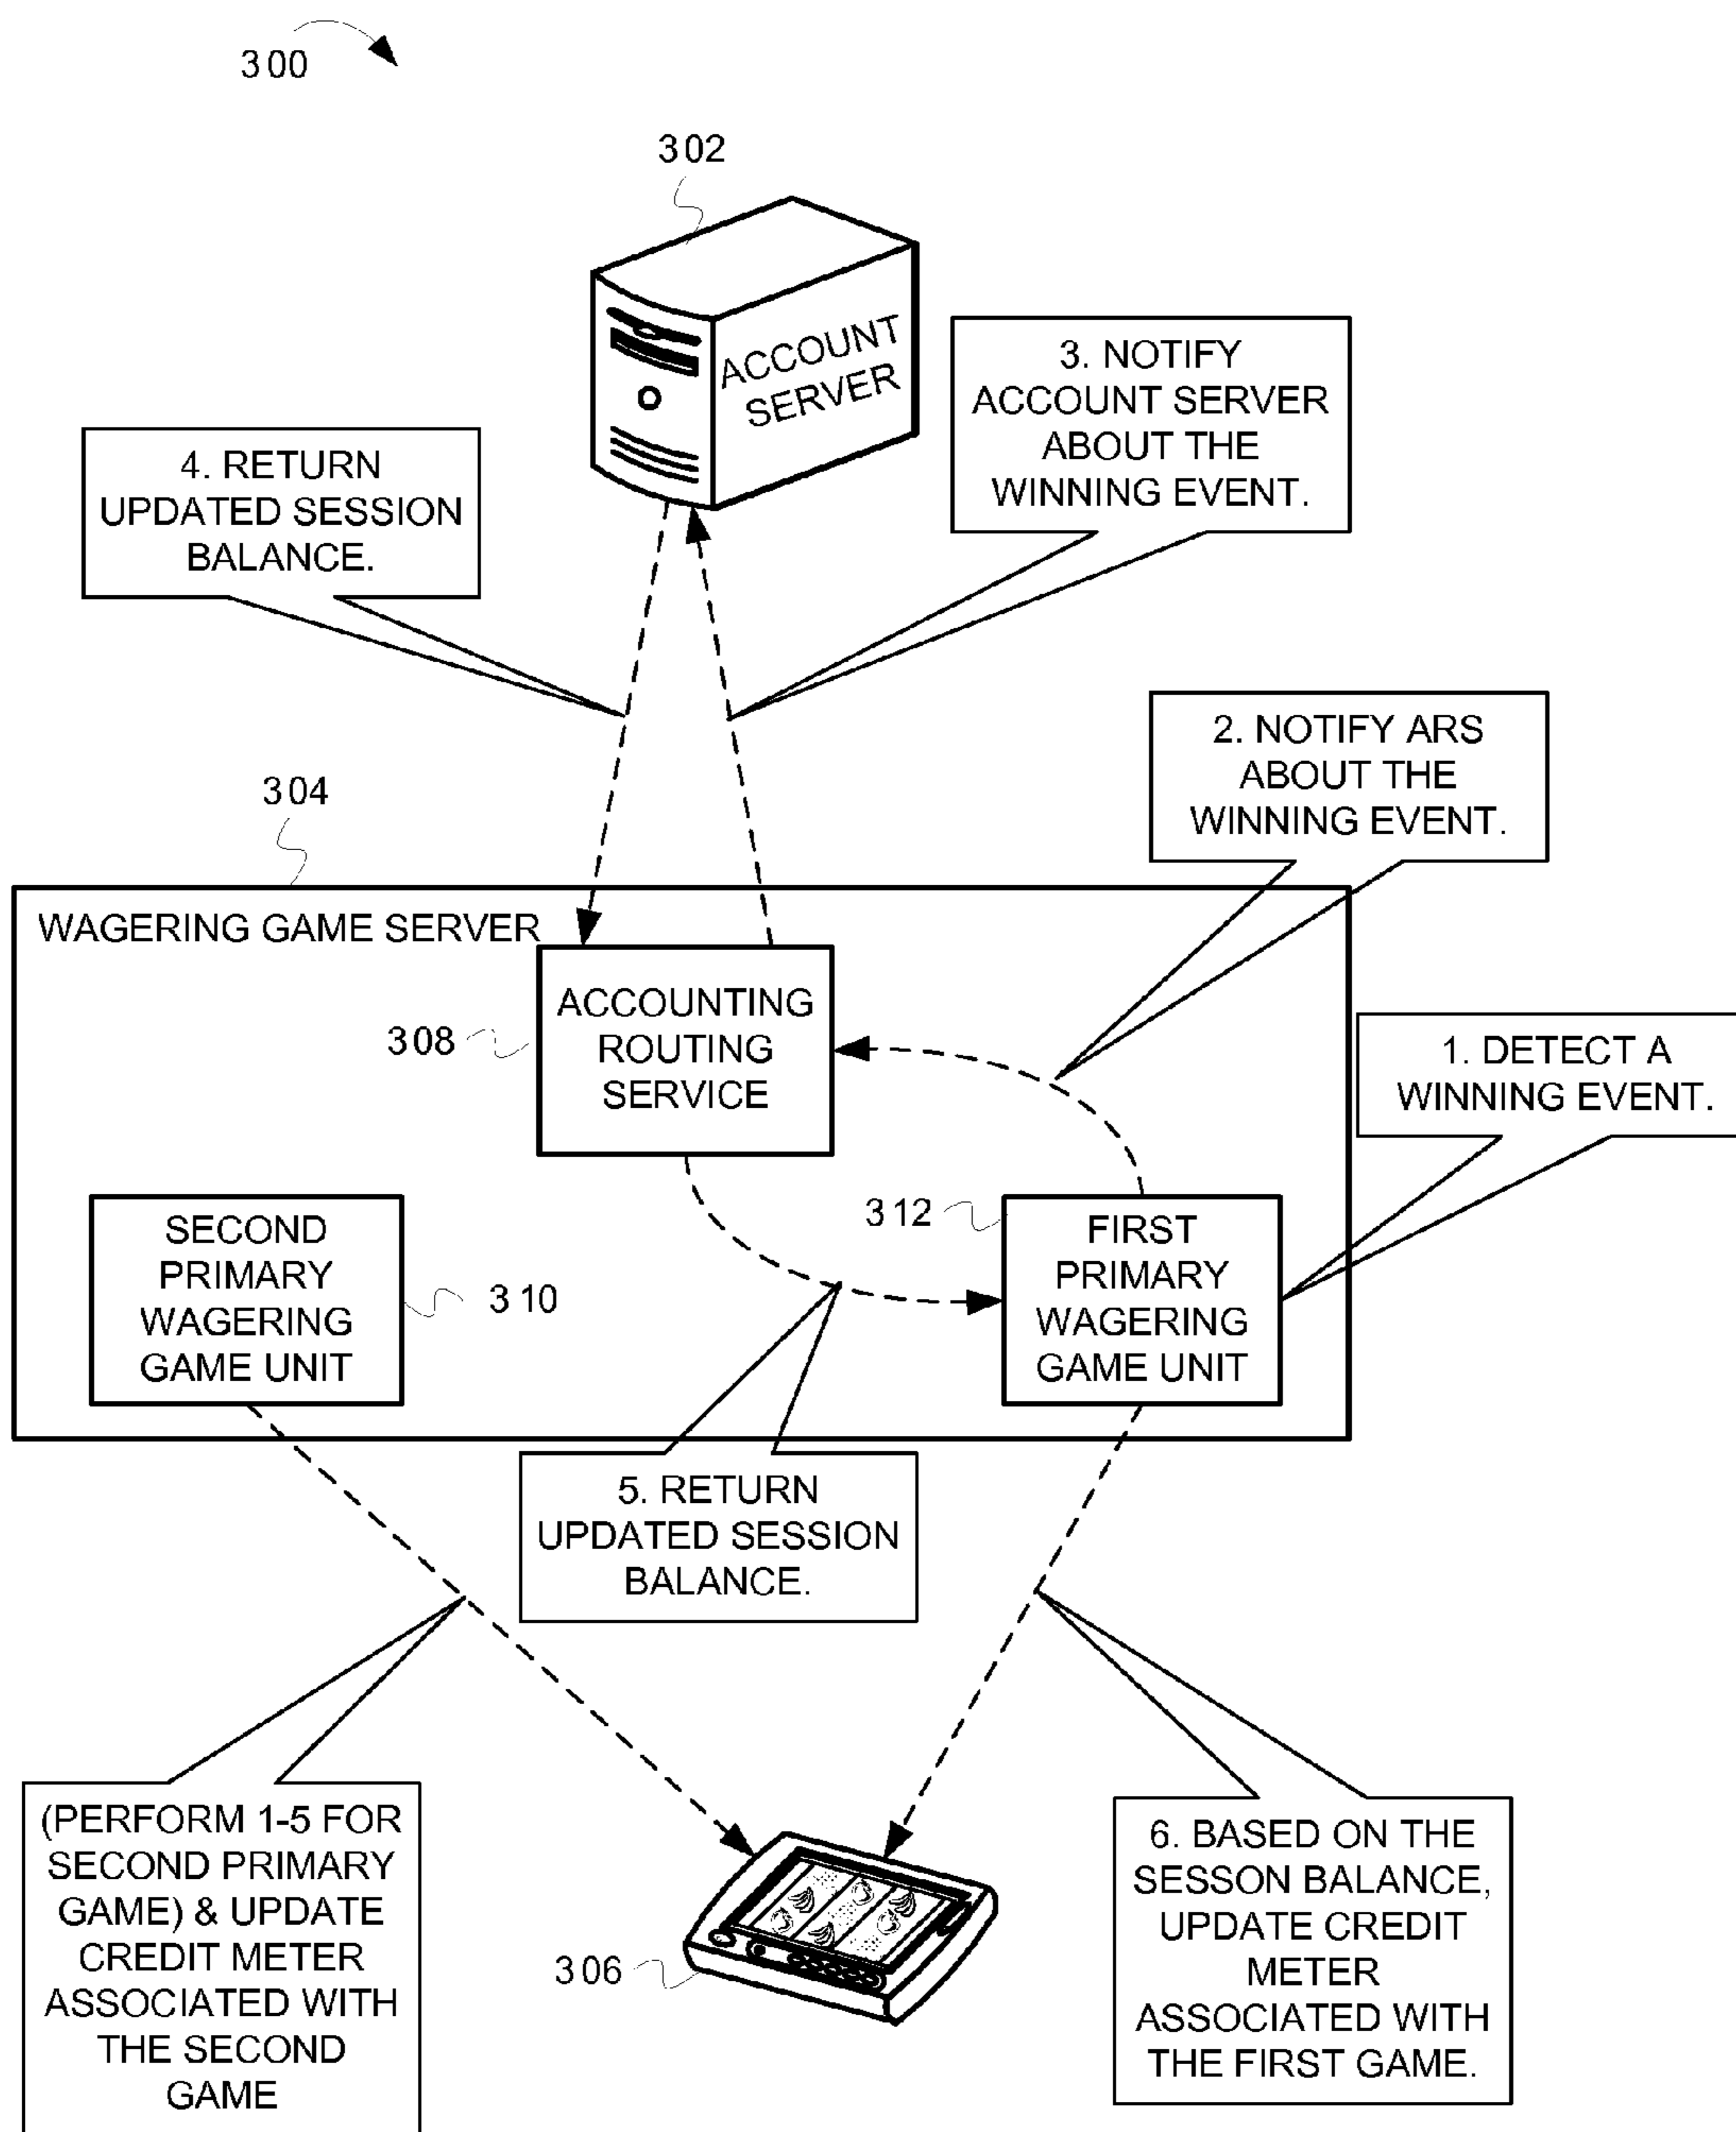 300
302
ACCOUNT
SERVER
3. NOTIFY
ACCOUNT SERVER
ABOUT THE
WINNING EVENT.
4. RETURN
UPDATED SESSION
BALANCE.
2. NOTIFY ARS
ABOUT THE
WINNING EVENT.
304
WAGERING GAME SERVER
ACCOUNTING
ROUTING
SERVICE
308
1. DETECT A
WINNING EVENT.
312
SECOND
PRIMARY
WAGERING
GAME UNIT
310
FIRST
PRIMARY
WAGERING
GAME UNIT
5. RETURN
UPDATED SESSION
BALANCE.
(PERFORM 1-5 FOR
SECOND PRIMARY
GAME) & UPDATE
CREDIT METER
ASSOCIATED WITH
THE SECOND
GAME
306
6. BASED ON THE
SESSON BALANCE,
UPDATE CREDIT
METER
ASSOCIATED WITH
THE FIRST GAME.